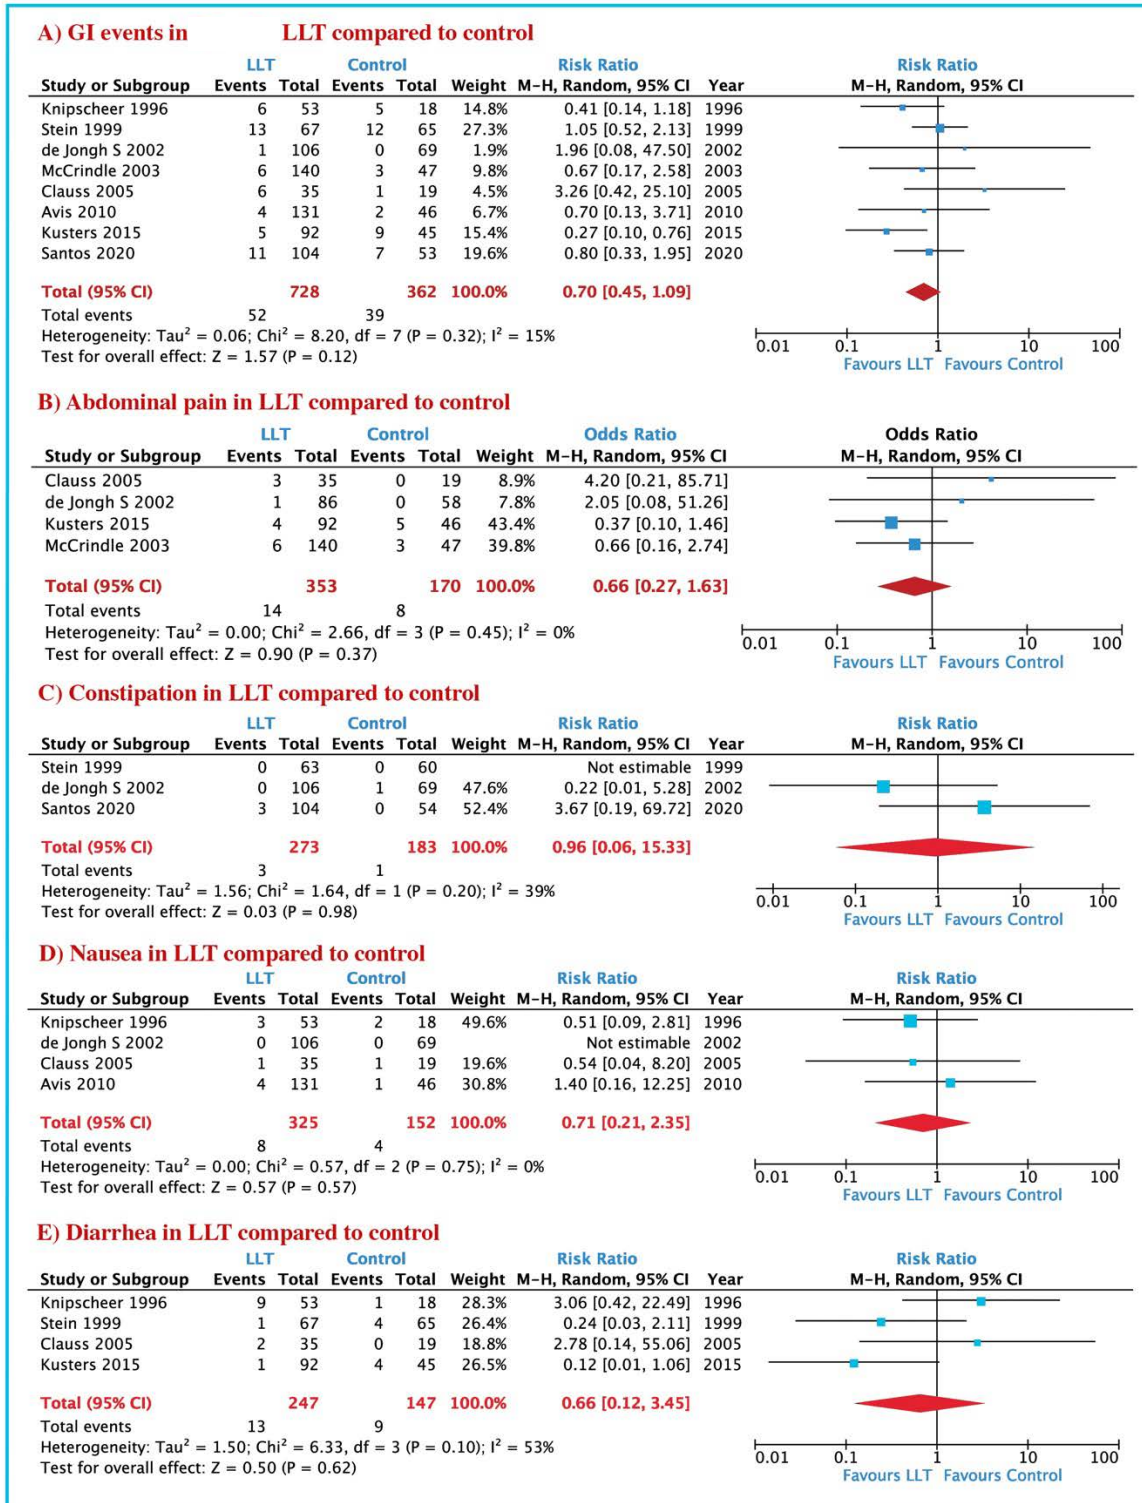 A) GI events in LLT compared to control
LLT Control Risk Ratio Risk Ratio
Study or Subgroup Events Total Events Total Weight M-H, Random, 95% CI Year M-H, Random, 95% CI
Knipscheer 1996 6 53 5 18 14.8% 0.41 [0.14, 1.18] 1996
Stein 1999 13 67 12 65 27.3% 1.05 [0.52, 2.13] 1999
de Jongh S 2002 1 106 0 69 1.9% 1.96 [0.08, 47.50] 2002
McCrindle 2003 6 140 3 47 9.8% 0.67 [0.17, 2.58] 2003
Clauss 2005 6 35 1 19 4.5% 3.26 [0.42, 25.10] 2005
Avis 2010 4 131 2 46 6.7% 0.70 [0.13, 3.71] 2010
Kusters 2015 5 92 9 45 15.4% 0.27 [0.10, 0.76] 2015
Santos 2020 11 104 7 53 19.6% 0.80 [0.33, 1.95] 2020
Total (95% CI) 728 362 100.0% 0.70 [0.45, 1.09]
Total events 52 39
Heterogeneity: Tau² = 0.06; Chi² = 8.20, df = 7 (P = 0.32); I² = 15%
Test for overall effect: Z = 1.57 (P = 0.12)
0.01 0.1 1 10 100
Favours LLT Favours Control
B) Abdominal pain in LLT compared to control
LLT Control Odds Ratio Odds Ratio
Study or Subgroup Events Total Events Total Weight M-H, Random, 95% CI M-H, Random, 95% CI
Clauss 2005 3 35 0 19 8.9% 4.20 [0.21, 85.71]
de Jongh S 2002 1 86 0 58 7.8% 2.05 [0.08, 51.26]
Kusters 2015 4 92 5 46 43.4% 0.37 [0.10, 1.46]
McCrindle 2003 6 140 3 47 39.8% 0.66 [0.16, 2.74]
Total (95% CI) 353 170 100.0% 0.66 [0.27, 1.63]
Total events 14 8
Heterogeneity: Tau² = 0.00; Chi² = 2.66, df = 3 (P = 0.45); I² = 0%
Test for overall effect: Z = 0.90 (P = 0.37)
0.01 0.1 1 10 100
Favours LLT Favours Control
C) Constipation in LLT compared to control
LLT Control Risk Ratio Risk Ratio
Study or Subgroup Events Total Events Total Weight M-H, Random, 95% CI Year M-H, Random, 95% CI
Stein 1999 0 63 0 60 Not estimable 1999
de Jongh S 2002 0 106 1 69 47.6% 0.22 [0.01, 5.28] 2002
Santos 2020 3 104 0 54 52.4% 3.67 [0.19, 69.72] 2020
Total (95% CI) 273 183 100.0% 0.96 [0.06, 15.33]
Total events 3 1
Heterogeneity: Tau² = 1.56; Chi² = 1.64, df = 1 (P = 0.20); I² = 39%
Test for overall effect: Z = 0.03 (P = 0.98)
0.01 0.1 1 10 100
Favours LLT Favours Control
D) Nausea in LLT compared to control
LLT Control Risk Ratio Risk Ratio
Study or Subgroup Events Total Events Total Weight M-H, Random, 95% CI Year M-H, Random, 95% CI
Knipscheer 1996 3 53 2 18 49.6% 0.51 [0.09, 2.81] 1996
de Jongh S 2002 0 106 0 69 Not estimable 2002
Clauss 2005 1 35 1 19 19.6% 0.54 [0.04, 8.20] 2005
Avis 2010 4 131 1 46 30.8% 1.40 [0.16, 12.25] 2010
Total (95% CI) 325 152 100.0% 0.71 [0.21, 2.35]
Total events 8 4
Heterogeneity: Tau² = 0.00; Chi² = 0.57, df = 2 (P = 0.75); I² = 0%
Test for overall effect: Z = 0.57 (P = 0.57)
0.01 0.1 1 10 100
Favours LLT Favours Control
E) Diarrhea in LLT compared to control
LLT Control Risk Ratio Risk Ratio
Study or Subgroup Events Total Events Total Weight M-H, Random, 95% CI Year M-H, Random, 95% CI
Knipscheer 1996 9 53 1 18 28.3% 3.06 [0.42, 22.49] 1996
Stein 1999 1 67 4 65 26.4% 0.24 [0.03, 2.11] 1999
Clauss 2005 2 35 0 19 18.8% 2.78 [0.14, 55.06] 2005
Kusters 2015 1 92 4 45 26.5% 0.12 [0.01, 1.06] 2015
Total (95% CI) 247 147 100.0% 0.66 [0.12, 3.45]
Total events 13 9
Heterogeneity: Tau² = 1.50; Chi² = 6.33, df = 3 (P = 0.10); I² = 53%
Test for overall effect: Z = 0.50 (P = 0.62)
0.01 0.1 1 10 100
Favours LLT Favours Control